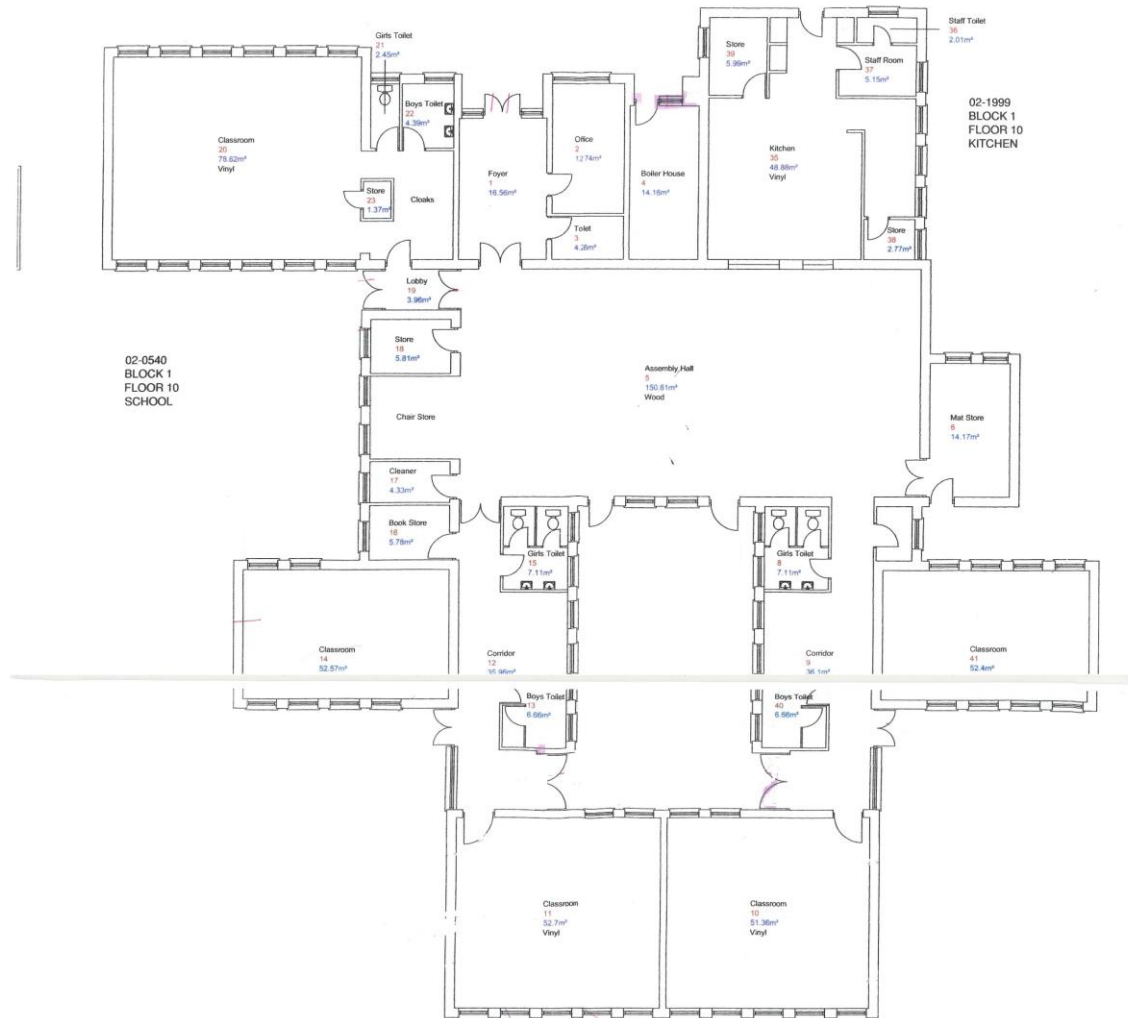 Girls Toilet
21
2.45m²
Staff Toilet
36
2.01m²
Store
39
5.99m²
Staff Room
37
5.15m²
02-1999
BLOCK 1
FLOOR 10
KITCHEN
Boys Toilet
22
4.39m²
Classroom
20
78.62m²
Vinyl
Office
2
12.74m²
Kitchen
35
48.88m²
Vinyl
Foyer
1
16.56m²
Boiler House
4
14.16m²
Store
23
1.37m²
Cloaks
Toilet
3
4.28m²
Store
38
2.77m²
Lobby
19
3.96m²
Store
18
5.81m²
02-0540
BLOCK 1
FLOOR 10
SCHOOL
Assembly Hall
5
150.61m²
Wood
Chair Store
Mat Store
6
14.17m²
Cleaner
17
4.33m²
Book Store
16
5.78m²
Girls Toilet
15
7.11m²
Girls Toilet
8
7.11m²
Classroom
14
52.57m²
Corridor
12
35.96m²
Corridor
9
36.1m²
Classroom
41
52.4m²
Boys Toilet
13
6.66m²
Boys Toilet
40
6.66m²
Classroom
11
52.7m²
Vinyl
Classroom
10
51.36m²
Vinyl